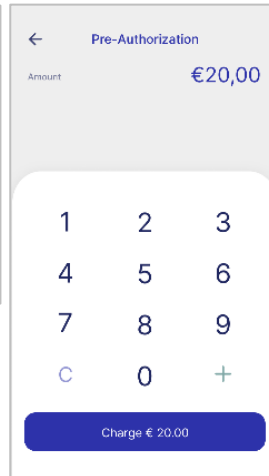 ← Pre-Authorization
Amount €20,00
1 2 3
4 5 6
7 8 9
C 0 +
Charge € 20.00